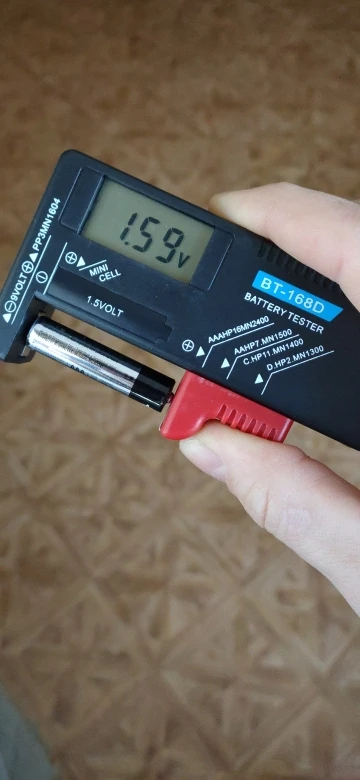 1.59V
▲⊖9VOLT⊕▲PP3MN1604
⊖
⊕▲MINI
CELL
1.5VOLT
BT-168D
BATTERY TESTER
⊕
▲AAAHP16MN2400
▲AAHP7.MN1500
C.HP11.MN1400
▲D.HP2.MN1300